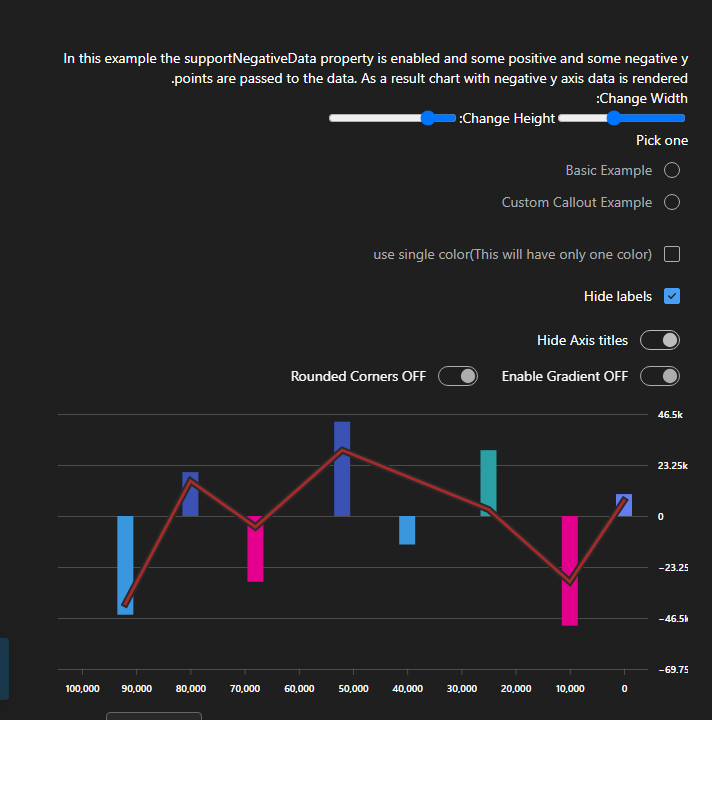 In this example the supportNegativeData property is enabled and some positive and some negative y
.points are passed to the data. As a result chart with negative y axis data is rendered
:Change Width
:Change Height
Pick one
Basic Example
Custom Callout Example
use single color(This will have only one color)
Hide labels
Hide Axis titles
Rounded Corners OFF Enable Gradient OFF
46.5k
23.25k
0
−23.25
−46.5k
−69.75
100,000 90,000 80,000 70,000 60,000 50,000 40,000 30,000 20,000 10,000 0